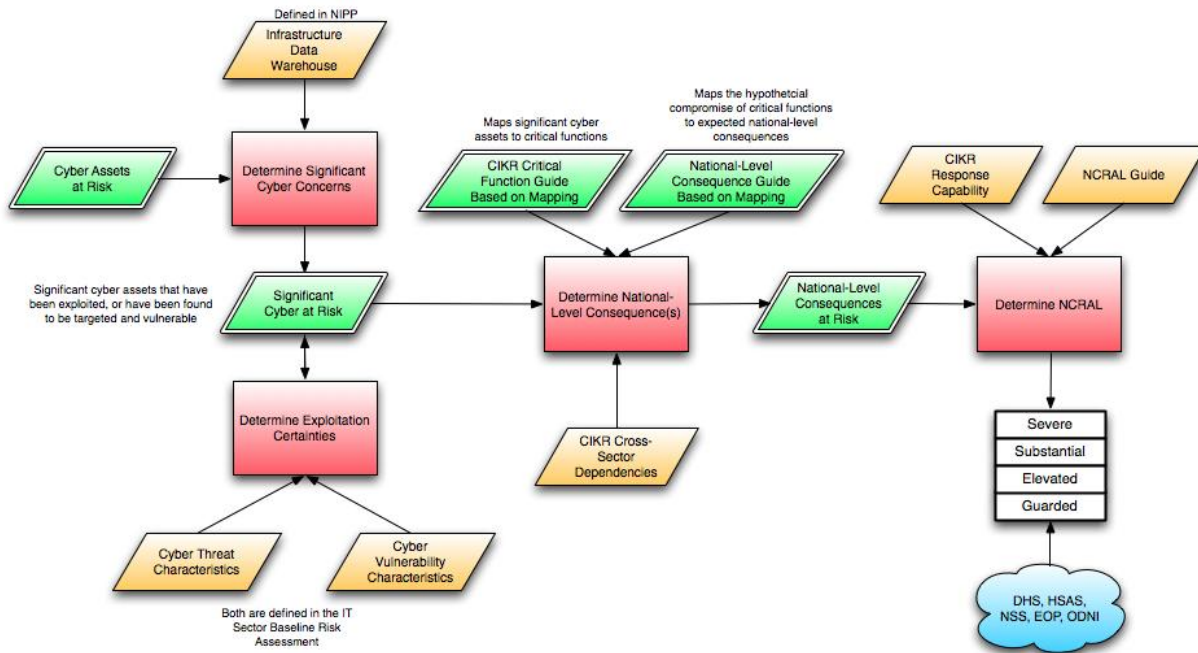 Defined in NIPP
Infrastructure
Data
Warehouse
Maps significant cyber
assets to critical functions
Maps the hypothetcial
compromise of critical functions
to expected national-level
consequences
Cyber Assets
at Risk
Determine Significant
Cyber Concerns
CIKR Critical
Function Guide
Based on Mapping
National-Level
Consequence Guide
Based on Mapping
CIKR
Response
Capability
NCRAL Guide
Significant cyber assets that have
been exploited, or have been found
to be targeted and vulnerable
Significant
Cyber at Risk
Determine National-
Level Consequence(s)
National-Level
Consequences
at Risk
Determine NCRAL
Determine Exploitation
Certainties
CIKR Cross-
Sector
Dependencies
Severe
Substantial
Elevated
Guarded
Cyber Threat
Characteristics
Cyber
Vulnerability
Characteristics
Both are defined in the IT
Sector Baseline Risk
Assessment
DHS, HSAS,
NSS, EOP, ODNI